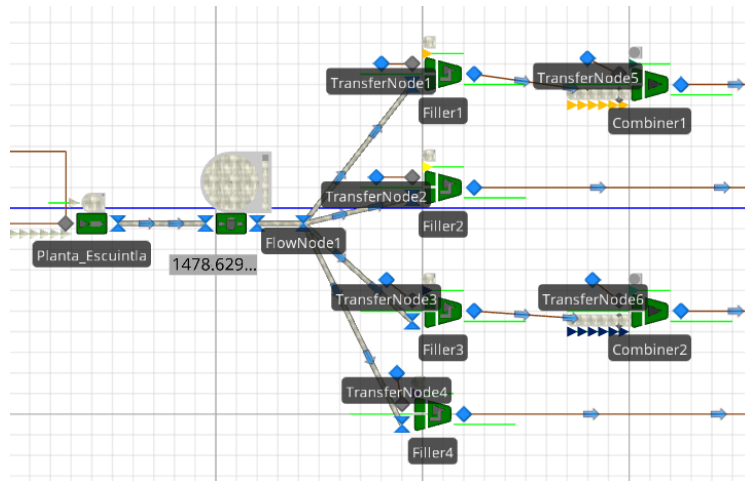 TransferNode1
Filler1
TransferNode5
Combiner1
TransferNode2
Filler2
Planta_Escuintla
1478.629...
FlowNode1
TransferNode3
Filler3
TransferNode6
Combiner2
TransferNode4
Filler4